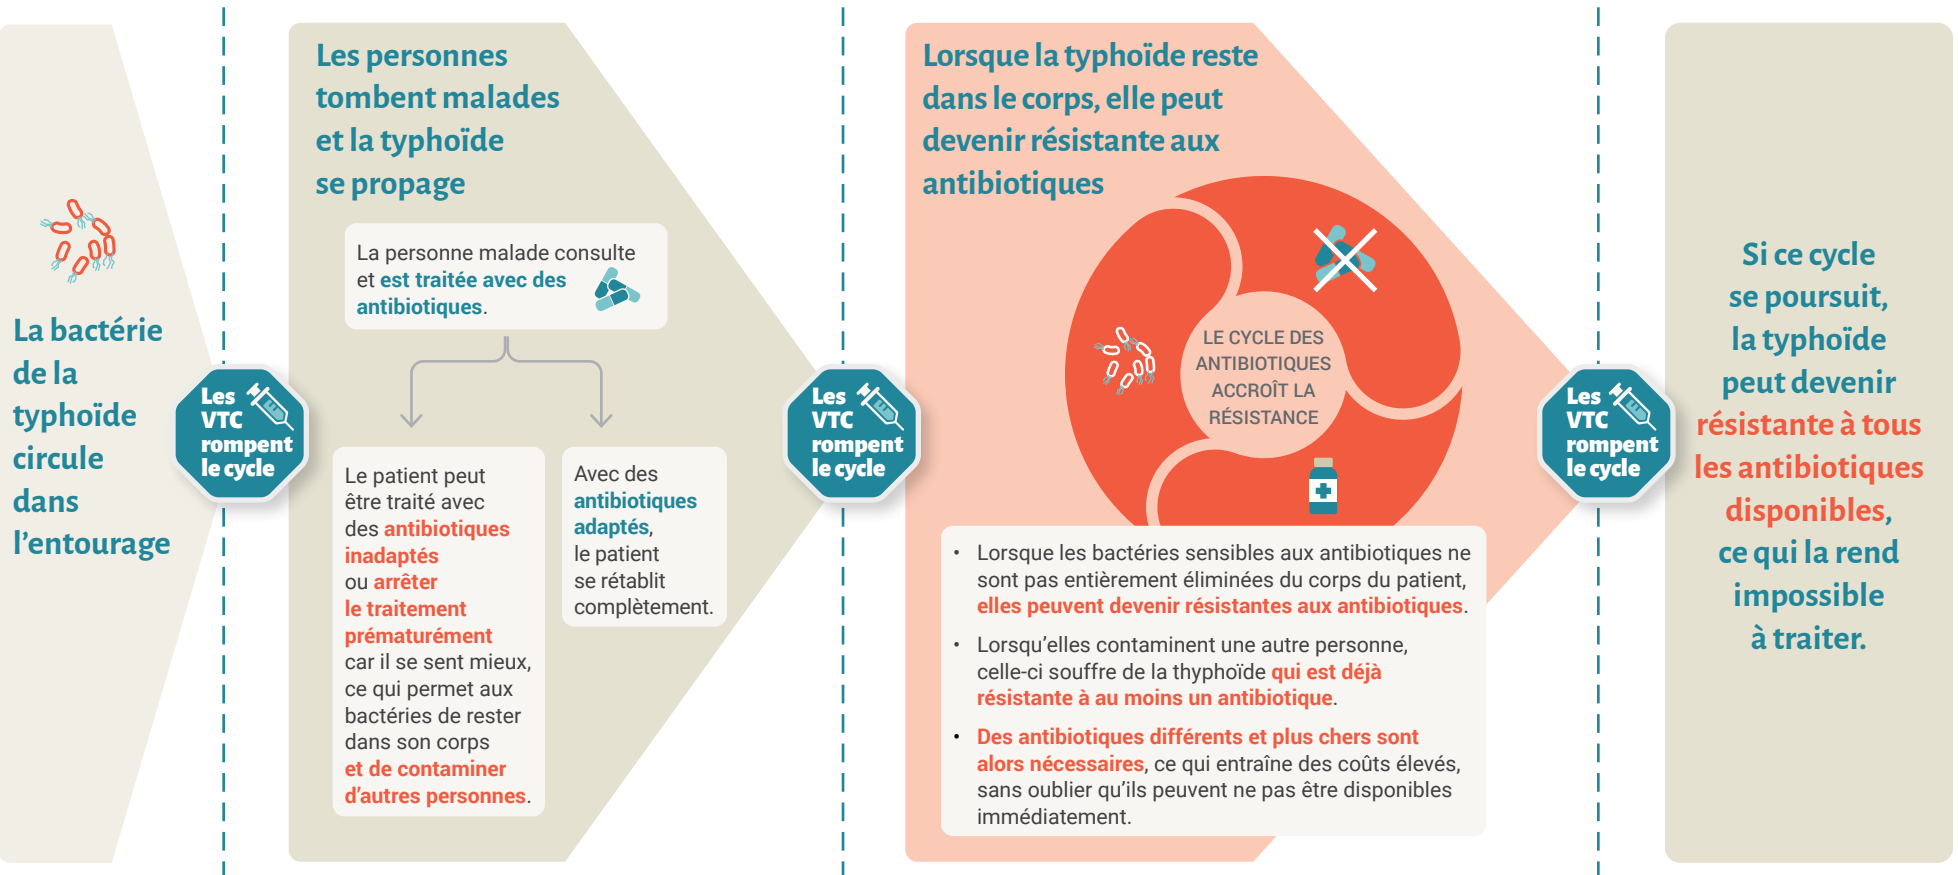 La bactérie
de la
typhoïde
circule
dans
l’entourage
Les
VTC
rompent
le cycle
Les personnes
tombent malades
et la typhoïde
se propage
La personne malade consulte
et est traitée avec des
antibiotiques.
Le patient peut
être traité avec
des antibiotiques
inadaptés
ou arrêter
le traitement
prématurément
car il se sent mieux,
ce qui permet aux
bactéries de rester
dans son corps
et de contaminer
d’autres personnes.
Avec des
antibiotiques
adaptés,
le patient
se rétablit
complètement.
Les
VTC
rompent
le cycle
Lorsque la typhoïde reste
dans le corps, elle peut
devenir résistante aux
antibiotiques
LE CYCLE DES
ANTIBIOTIQUES
ACCROÎT LA
RÉSISTANCE
• Lorsque les bactéries sensibles aux antibiotiques ne
sont pas entièrement éliminées du corps du patient,
elles peuvent devenir résistantes aux antibiotiques.
• Lorsqu’elles contaminent une autre personne,
celle-ci souffre de la thyphoïde qui est déjà
résistante à au moins un antibiotique.
• Des antibiotiques différents et plus chers sont
alors nécessaires, ce qui entraîne des coûts élevés,
sans oublier qu’ils peuvent ne pas être disponibles
immédiatement.
Les
VTC
rompent
le cycle
Si ce cycle
se poursuit,
la typhoïde
peut devenir
résistante à tous
les antibiotiques
disponibles,
ce qui la rend
impossible
à traiter.